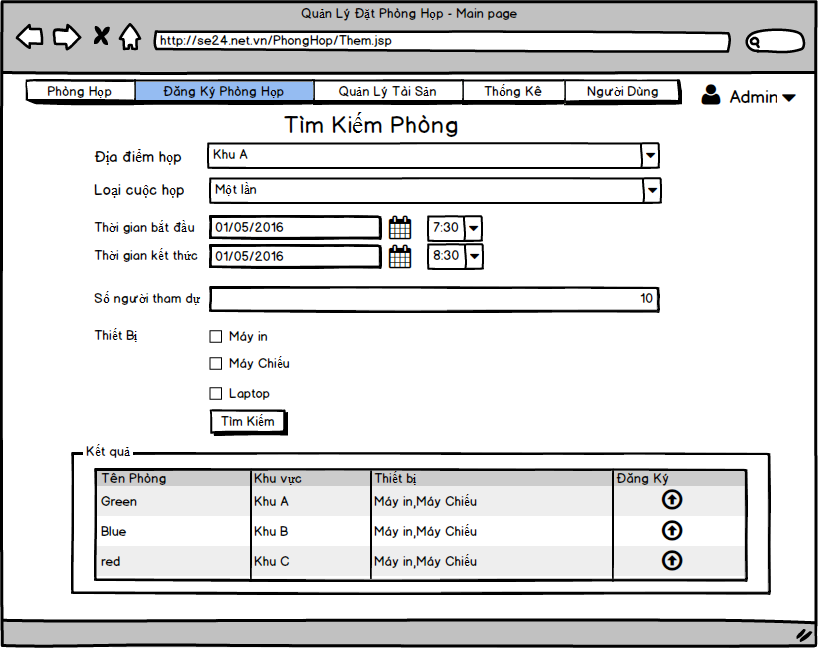 Quản Lý Đặt Phòng Họp - Main page
http://se24.net.vn/PhongHop/Them.jsp
Phòng Họp Đăng Ký Phòng Họp Quản Lý Tài Sản Thống Kê Người Dùng Admin
Tìm Kiếm Phòng
Địa điểm họp Khu A
Loại cuộc họp Một lần
Thời gian bắt đầu 01/05/2016 7:30
Thời gian kết thúc 01/05/2016 8:30
Số người tham dự 10
Thiết Bị Máy in
Máy Chiếu
Laptop
Tìm Kiếm
Kết quả
Tên Phòng Khu vực Thiết bị Đăng Ký
Green Khu A Máy in,Máy Chiếu
Blue Khu B Máy in,Máy Chiếu
red Khu C Máy in,Máy Chiếu